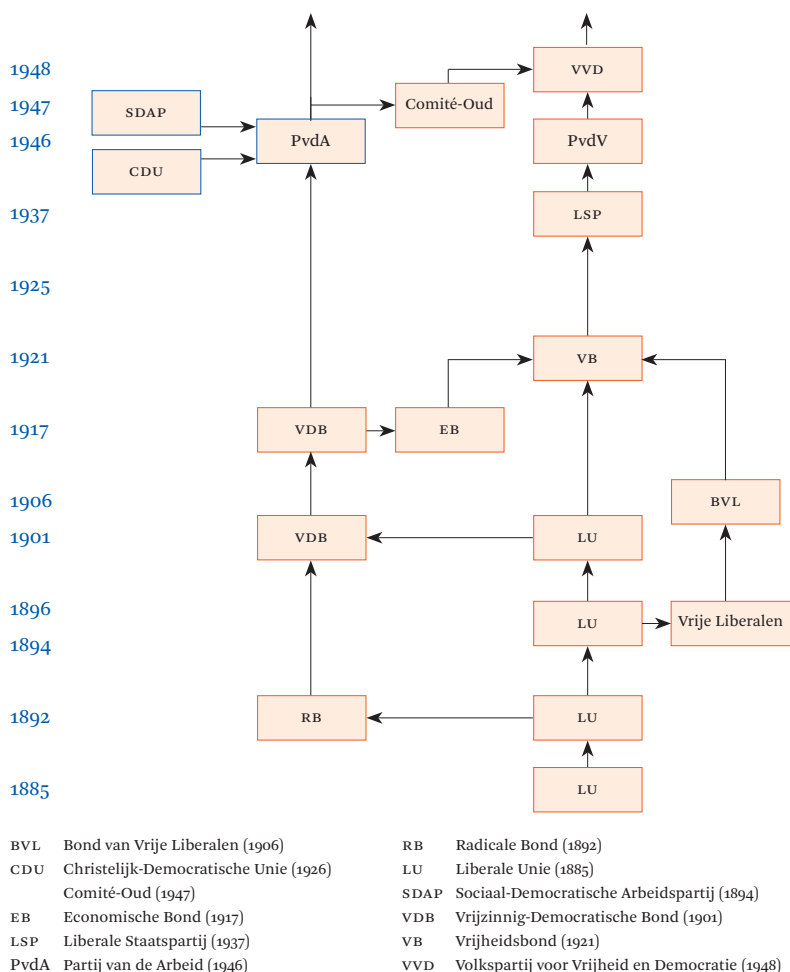 1948
VVD
1947
SDAP
Comité-Oud
1946
PvdA
PvdV
CDU
1937
LSP
1925
1921
VB
1917
VDB
EB
1906
BVL
1901
VDB
LU
1896
LU
Vrije Liberalen
1894
1892
RB
LU
1885
LU
BVL Bond van Vrije Liberalen (1906)
CDU Christelijk-Democratische Unie (1926)
Comité-Oud (1947)
EB Economische Bond (1917)
LSP Liberale Staatspartij (1937)
PvdA Partij van de Arbeid (1946)
RB Radicale Bond (1892)
LU Liberale Unie (1885)
SDAP Sociaal-Democratische Arbeidspartij (1894)
VDB Vrijzinnig-Democratische Bond (1901)
VB Vrijheidsbond (1921)
VVD Volkspartij voor Vrijheid en Democratie (1948)